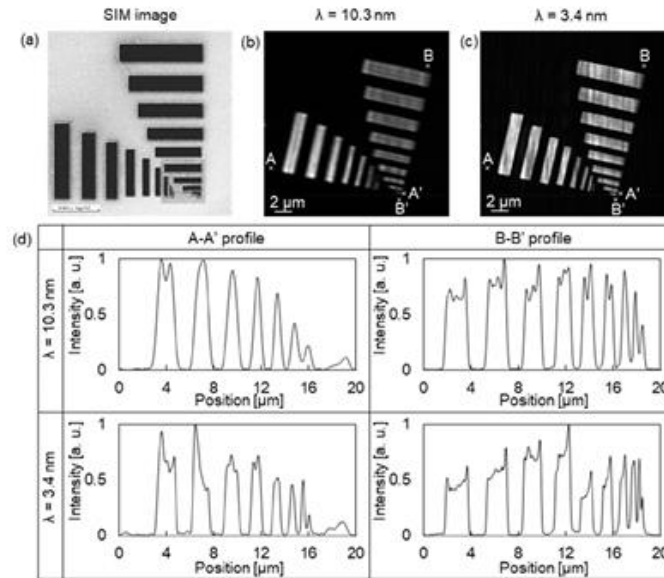 SIM image
λ = 10.3 nm
λ = 3.4 nm
(a)
(b)
(c)
B
B
A
A
A'
A'
B'
B'
2 μm
2 μm
(d)
A-A' profile
B-B' profile
λ = 10.3 nm
Intensity [a. u.]
1
0.5
0
0 4 8 12 16 20
Position [μm]
Intensity [a. u.]
1
0.5
0
0 4 8 12 16 20
Position [μm]
λ = 3.4 nm
Intensity [a. u.]
1
0.5
0
0 4 8 12 16 20
Position [μm]
Intensity [a. u.]
1
0.5
0
0 4 8 12 16 20
Position [μm]